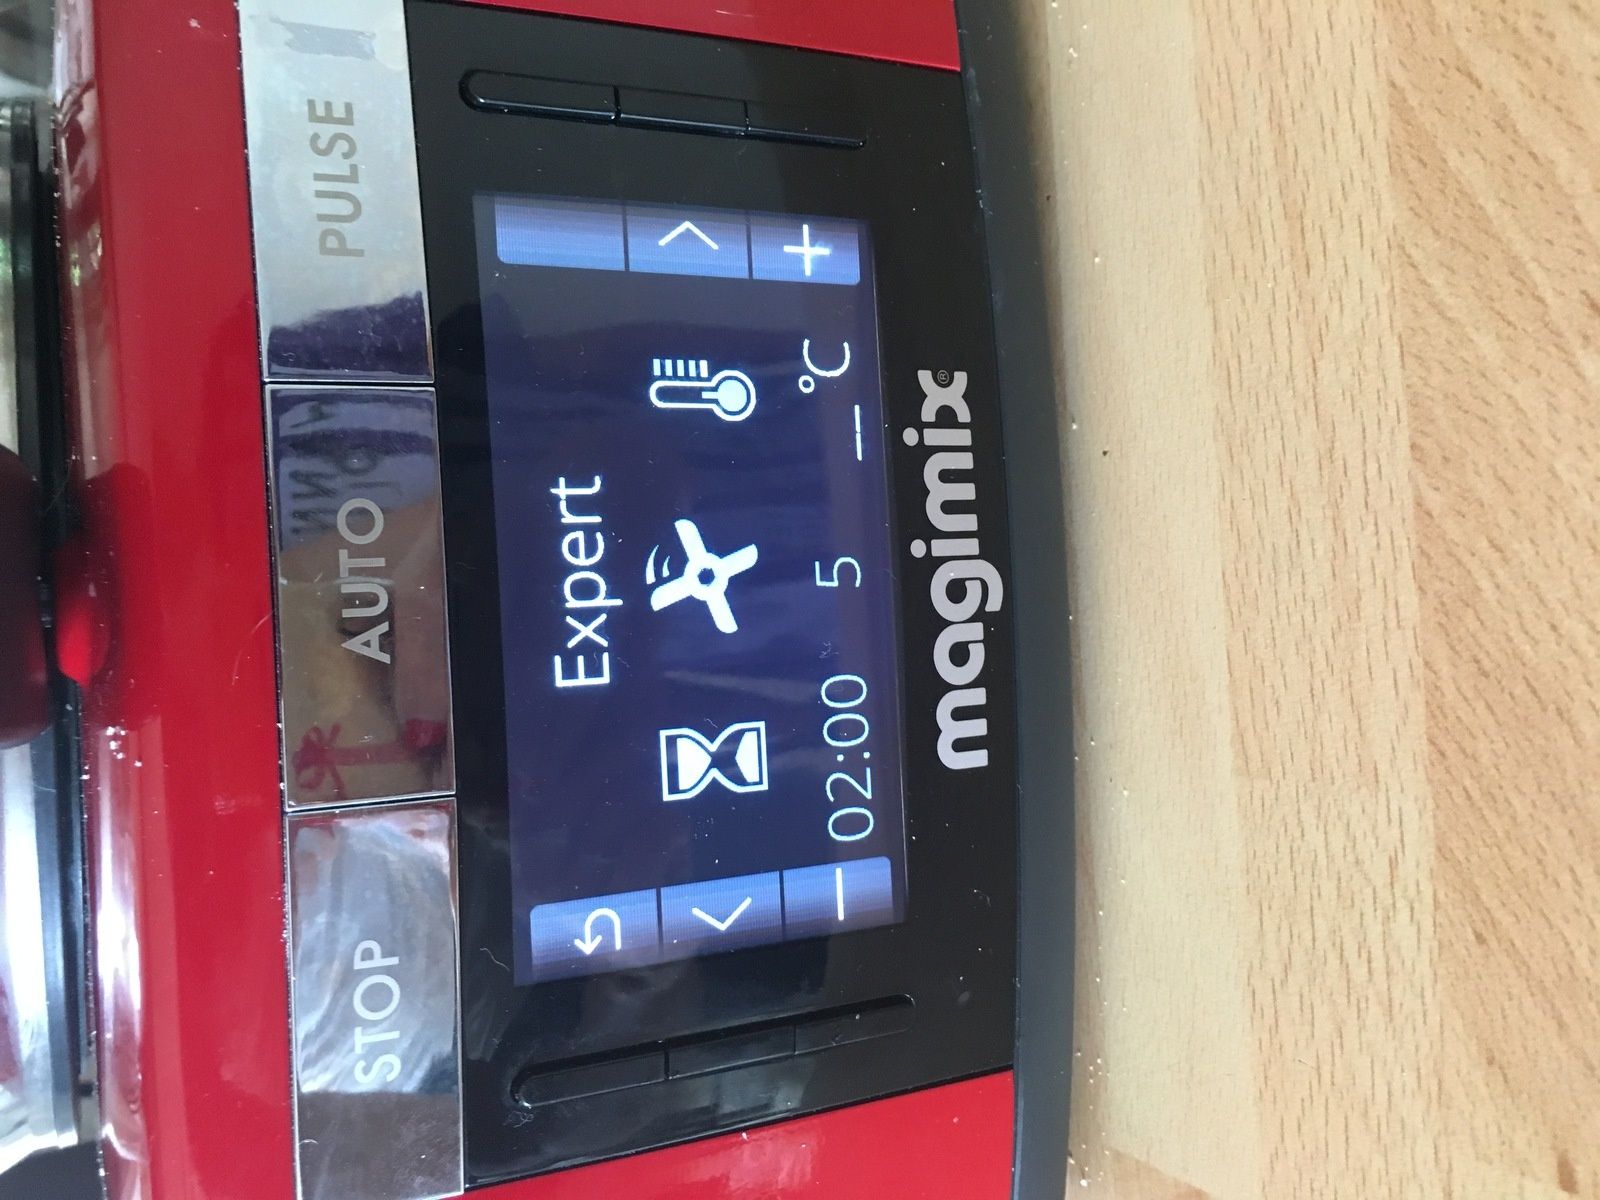 STOP AUTO PULSE
Expert
02:00 5 -- °C
magimix®